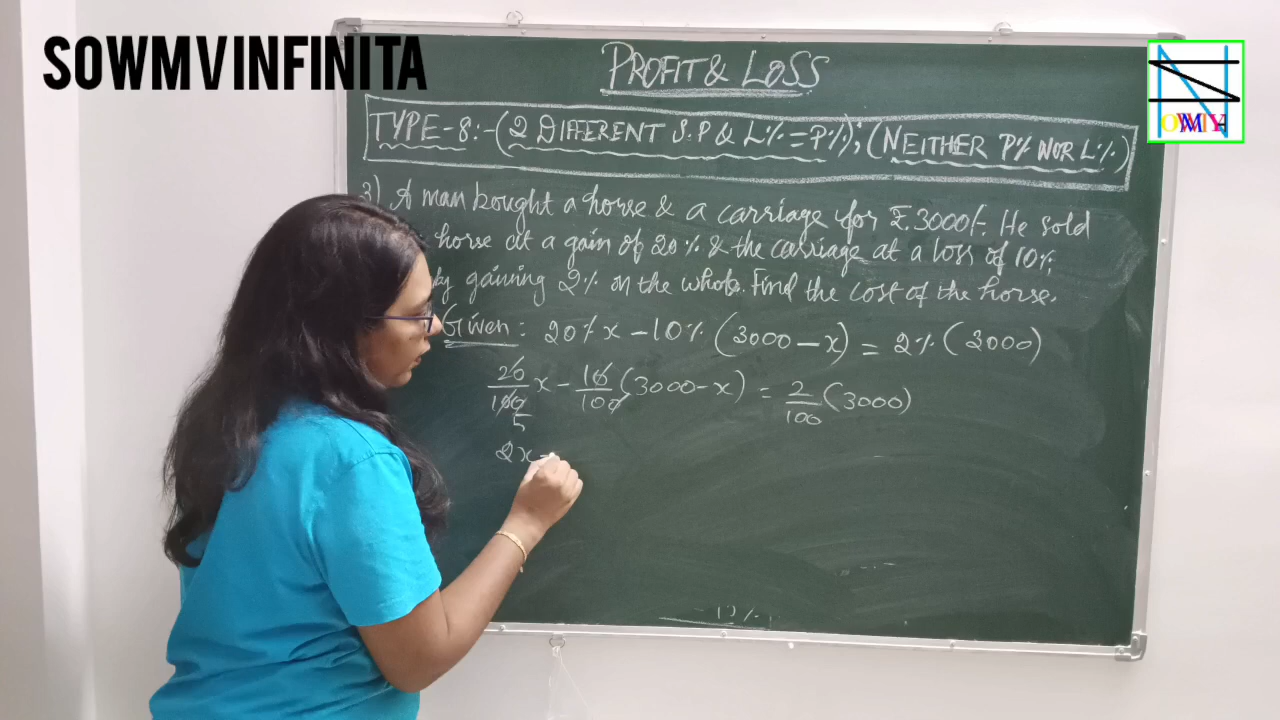 SOWMVINFINITA
PROFIT & LOSS
TYPE-8:-(2 DIFFERENT S.P & L%=P%); (NEITHER P% NOR L%)
3) A man bought a horse & a carriage for ₹.3000/-. He sold
horse at a gain of 20% & the carriage at a loss of 10%,
by gaining 2% on the whole. Find the cost of the horse.
Given: 20%x - 10% (3000 - x) = 2% (3000)
20/100 x - 10/100 (3000 - x) = 2/100 (3000)
5
2x -